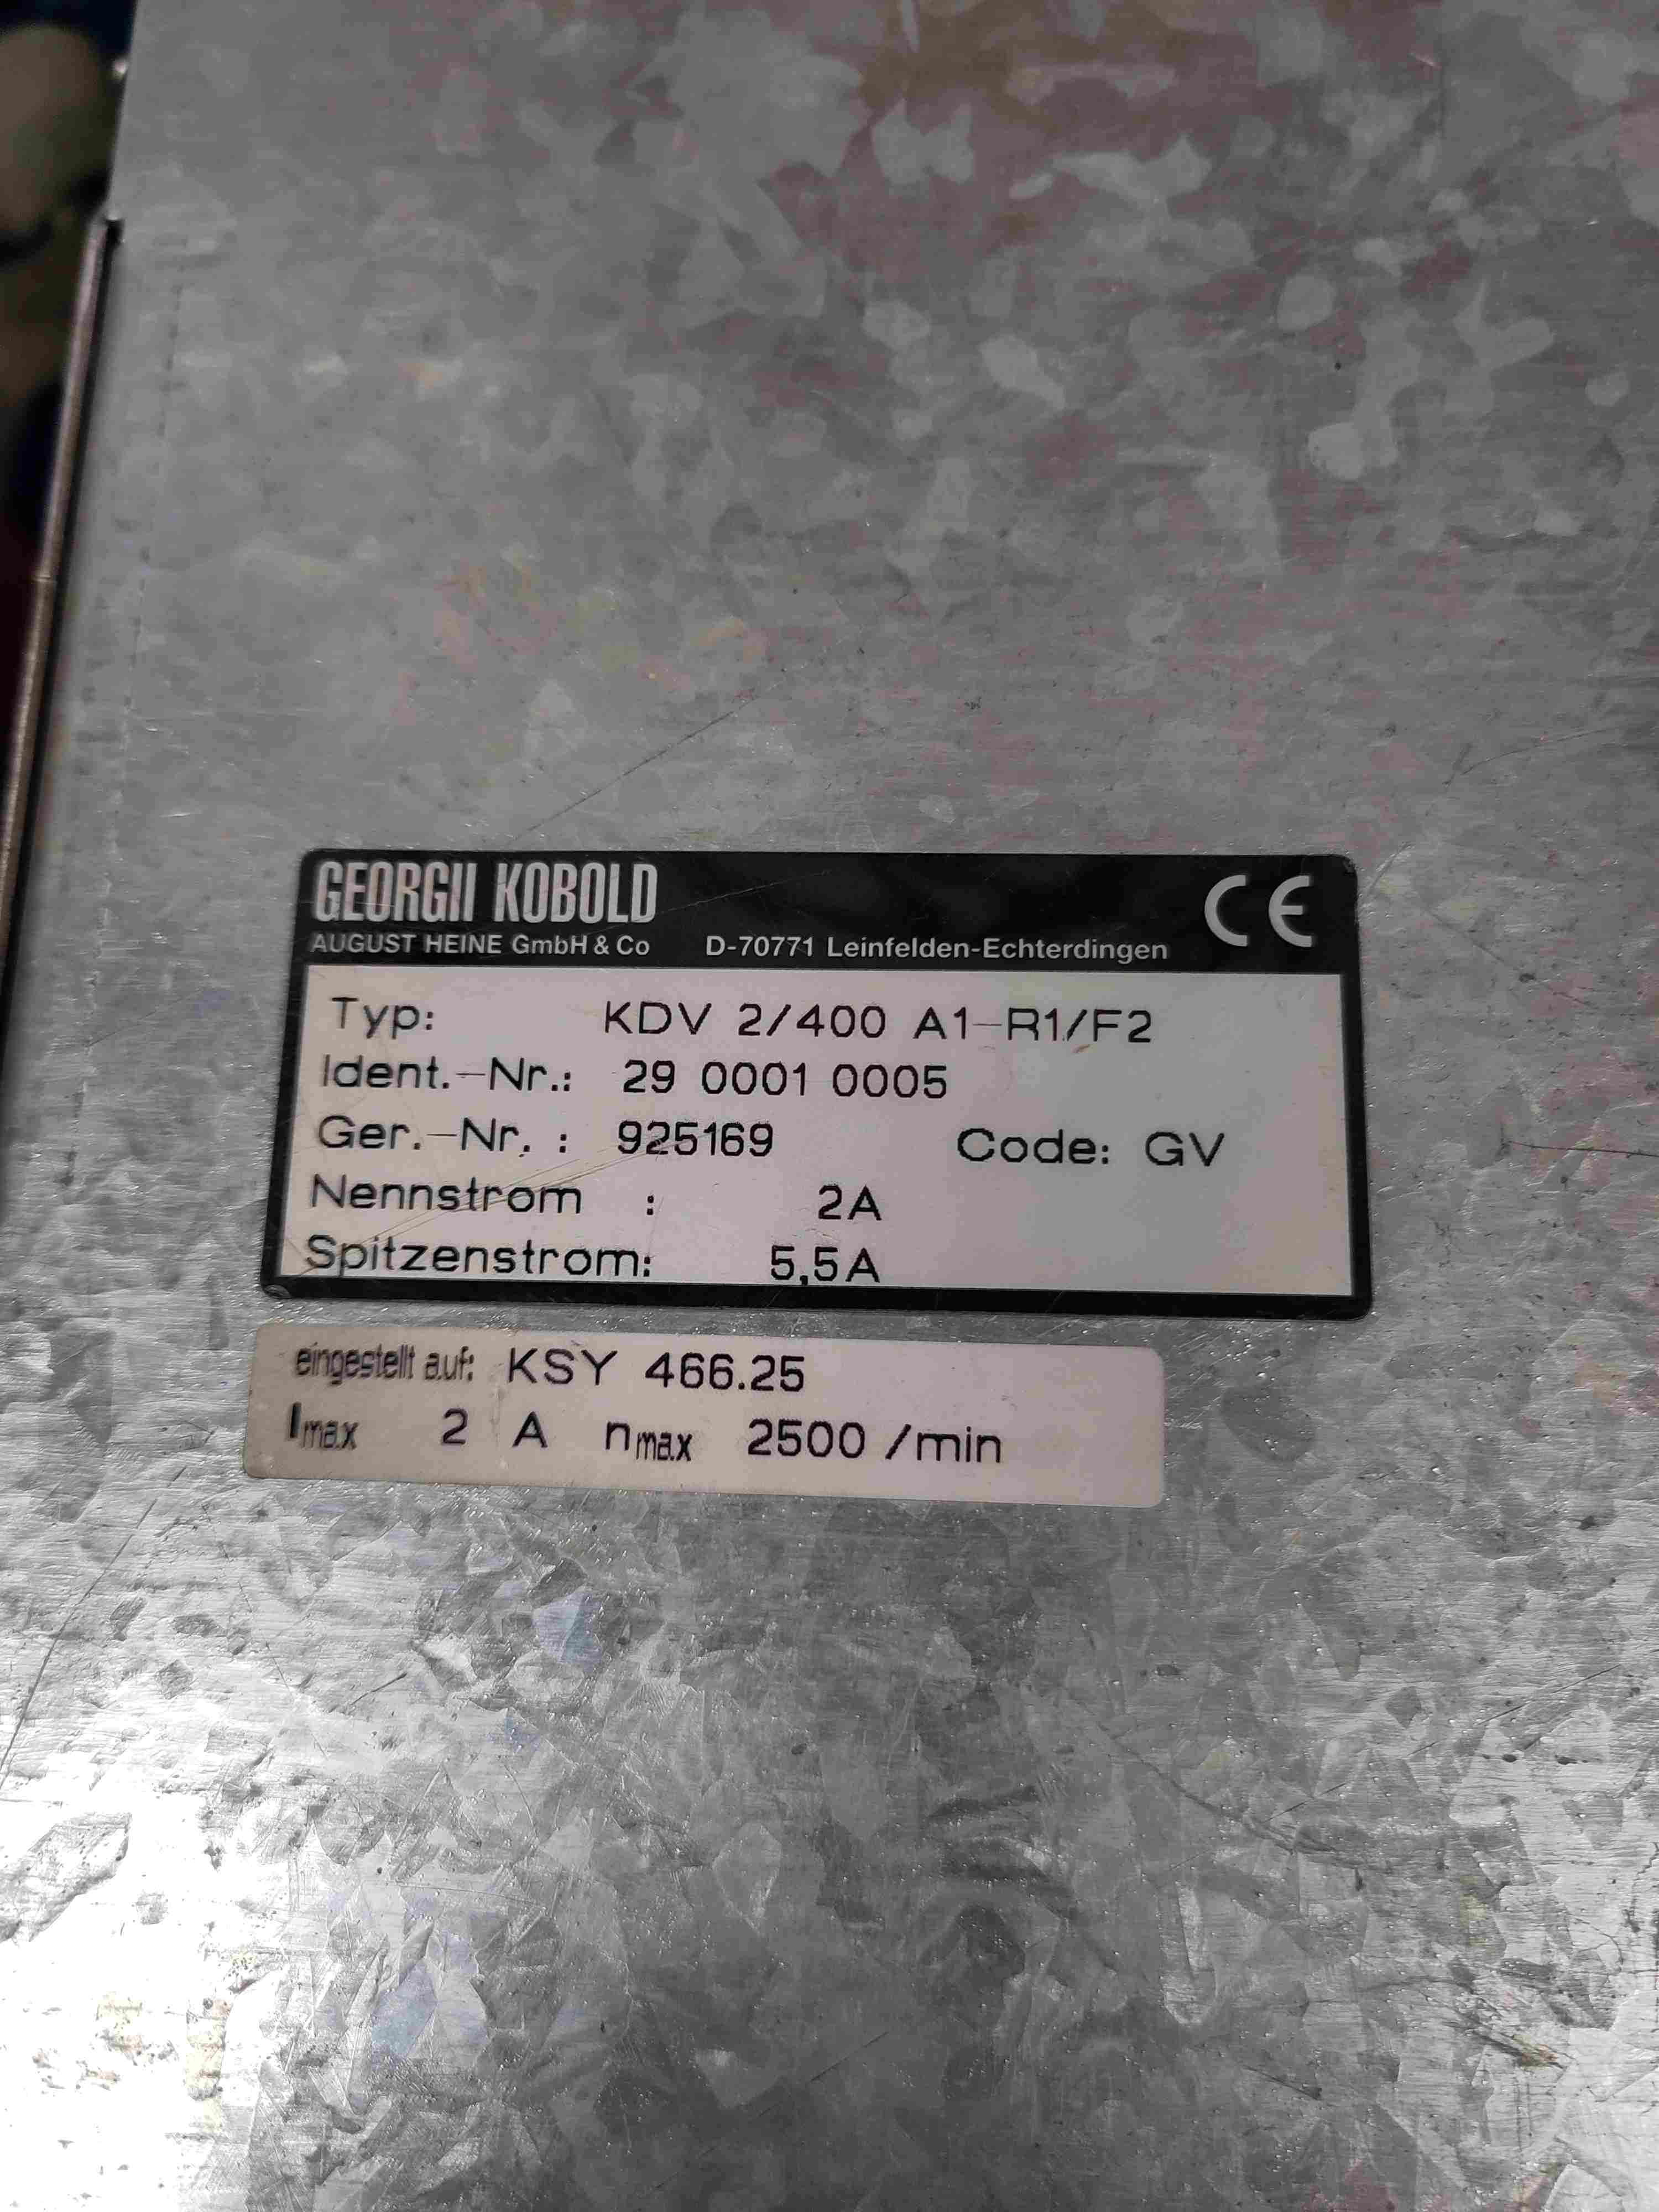 GEORGII KOBOLD
AUGUST HEINE GmbH & Co D-70771 Leinfelden-Echterdingen CE
Typ: KDV 2/400 A1-R1/F2
Ident.-Nr.: 29 0001 0005
Ger.-Nr. : 925169 Code: GV
Nennstrom : 2A
Spitzenstrom: 5,5A
eingestellt auf: KSY 466.25
Imax 2 A nmax 2500 /min